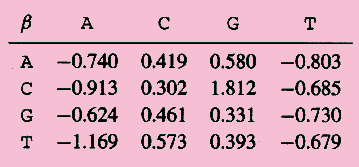 β A C G T
A −0.740 0.419 0.580 −0.803
C −0.913 0.302 1.812 −0.685
G −0.624 0.461 0.331 −0.730
T −1.169 0.573 0.393 −0.679